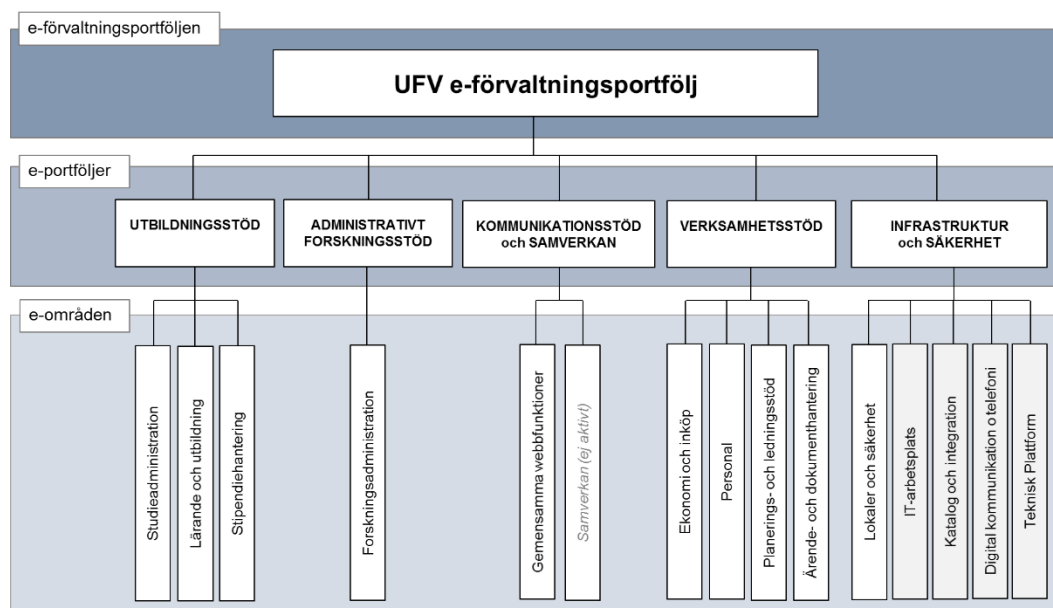 e-förvaltningsportföljen
UFV e-förvaltningsportfölj
e-portföljer
UTBILDNINGSSTÖD
ADMINISTRATIVT
FORSKNINGSSTÖD
KOMMUNIKATIONSSTÖD
och SAMVERKAN
VERKSAMHETSSTÖD
INFRASTRUKTUR
och SÄKERHET
e-områden
Studieadministration
Lärande och utbildning
Stipendiehantering
Forskningsadministration
Gemensamma webbfunktioner
Samverkan (ej aktivt)
Ekonomi och inköp
Personal
Planerings- och ledningsstöd
Ärende- och dokumenthantering
Lokaler och säkerhet
IT-arbetsplats
Katalog och integration
Digital kommunikation o telefoni
Teknisk Plattform